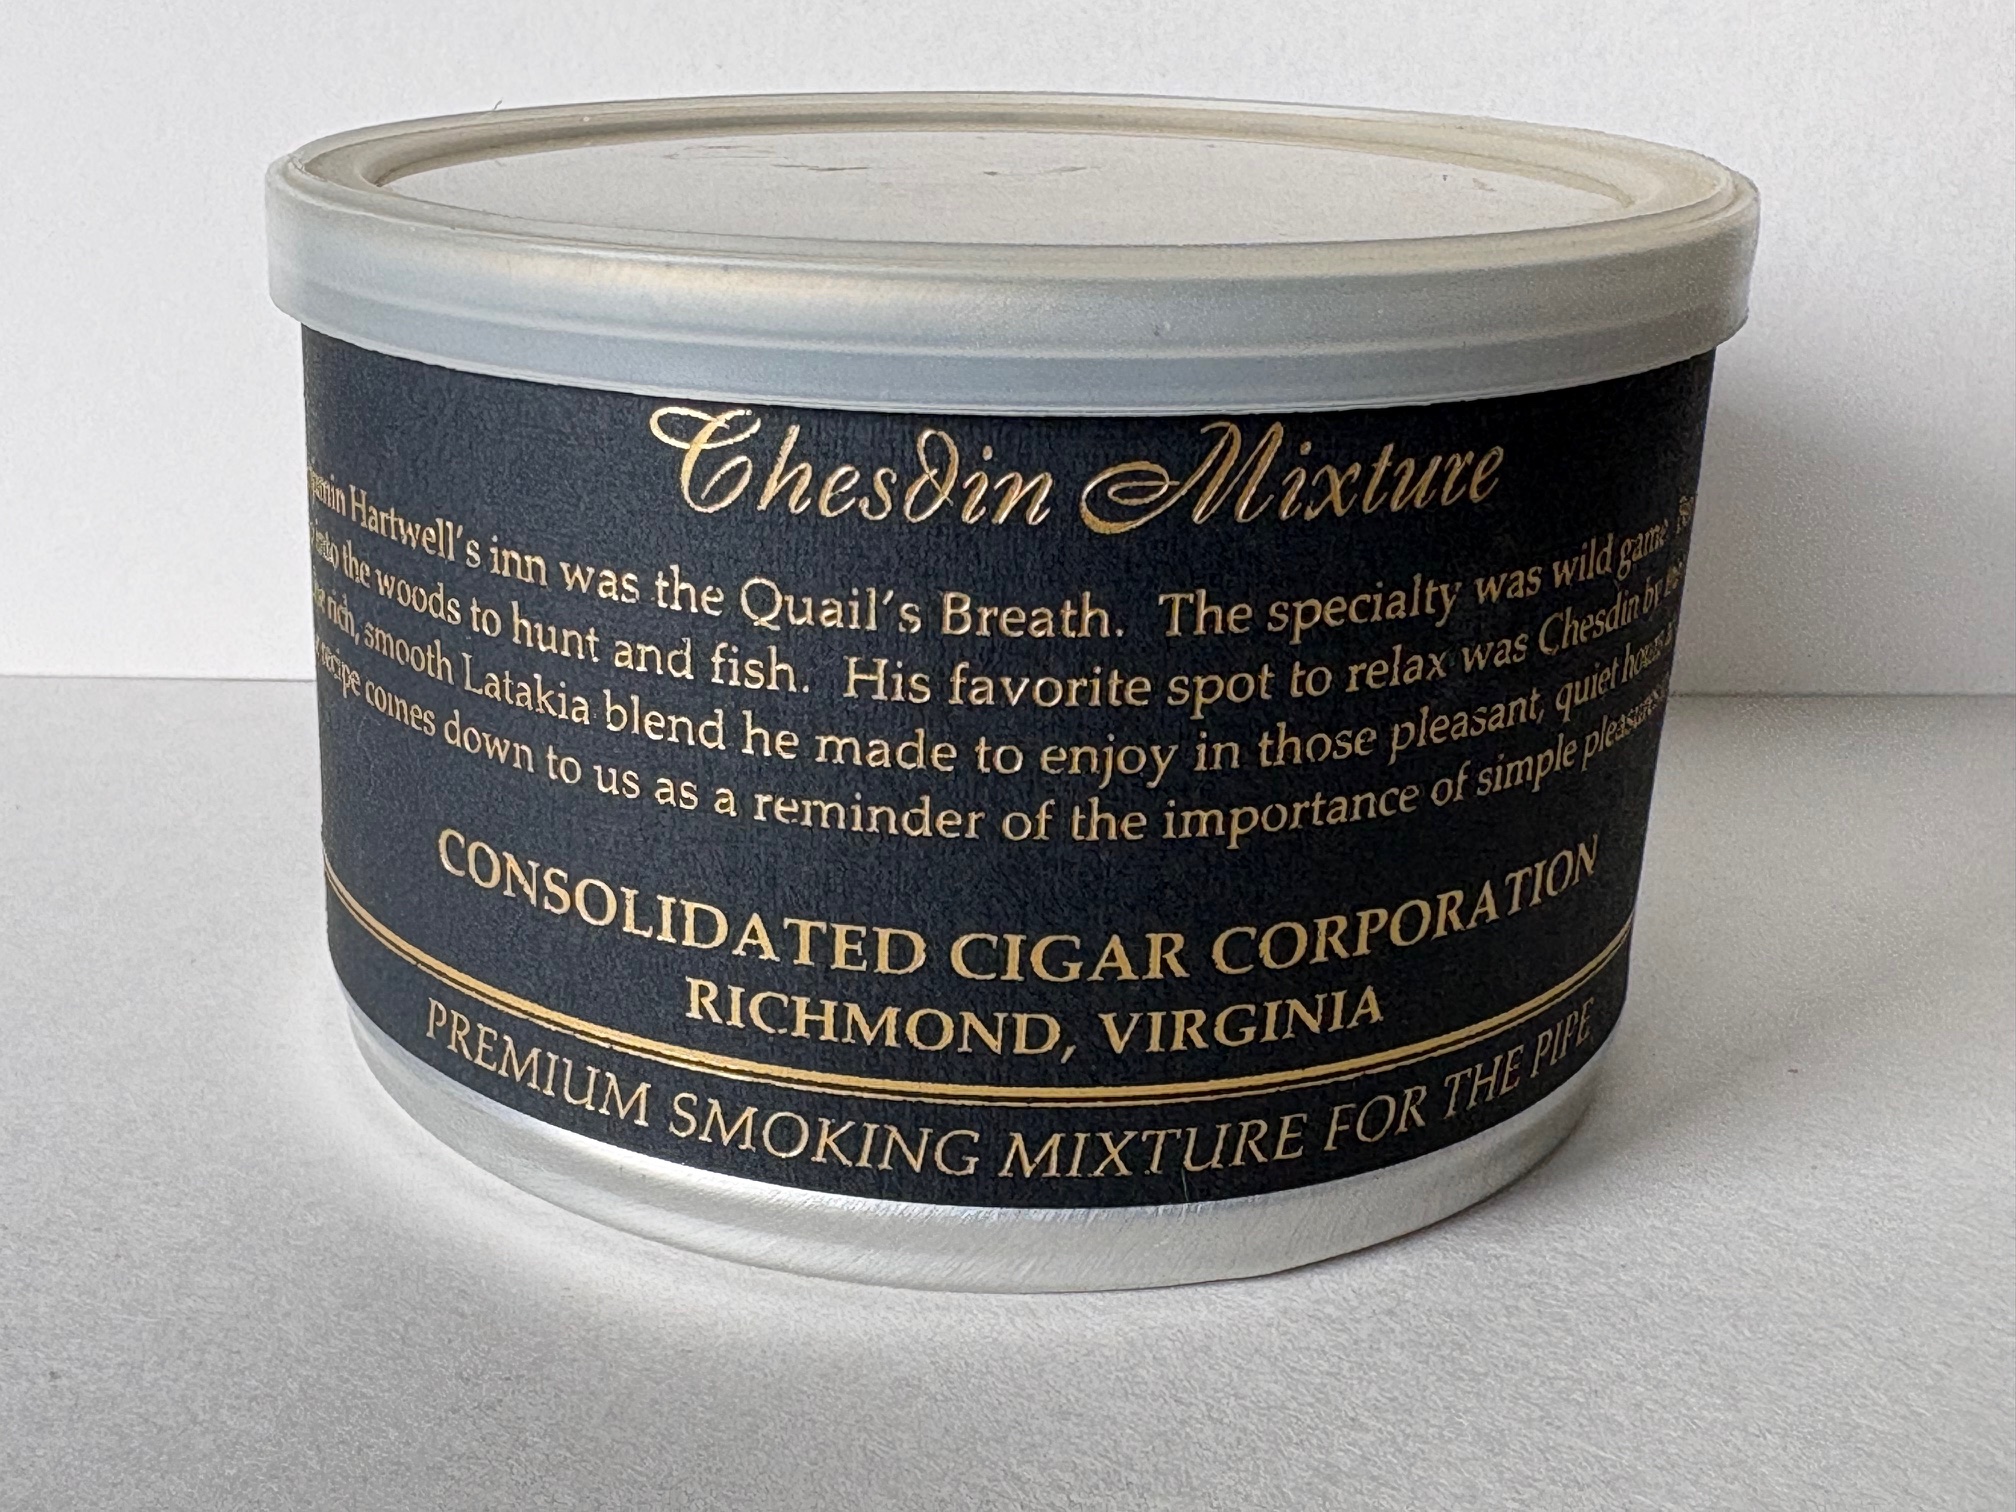 Chesdin Mixture
Hartwell's inn was the Quail's Breath. The specialty was wild game.
into the woods to hunt and fish. His favorite spot to relax was Chesdin by
rich, smooth Latakia blend he made to enjoy in those pleasant, quiet
recipe comes down to us as a reminder of the importance of simple
CONSOLIDATED CIGAR CORPORATION
RICHMOND, VIRGINIA
PREMIUM SMOKING MIXTURE FOR THE PIPE